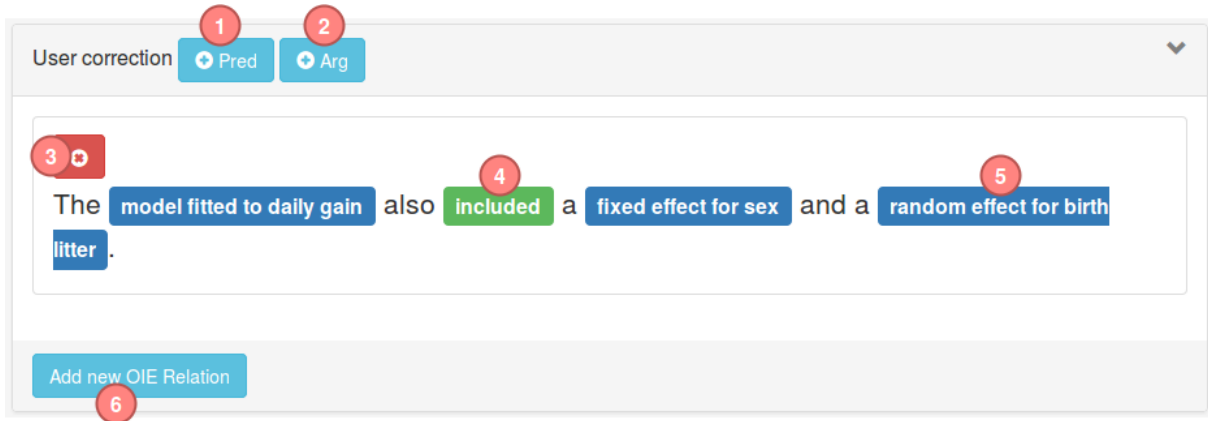 1 2
User correction Pred Arg
3
4 5
The model fitted to daily gain also included a fixed effect for sex and a random effect for birth
litter .
Add new OIE Relation
6